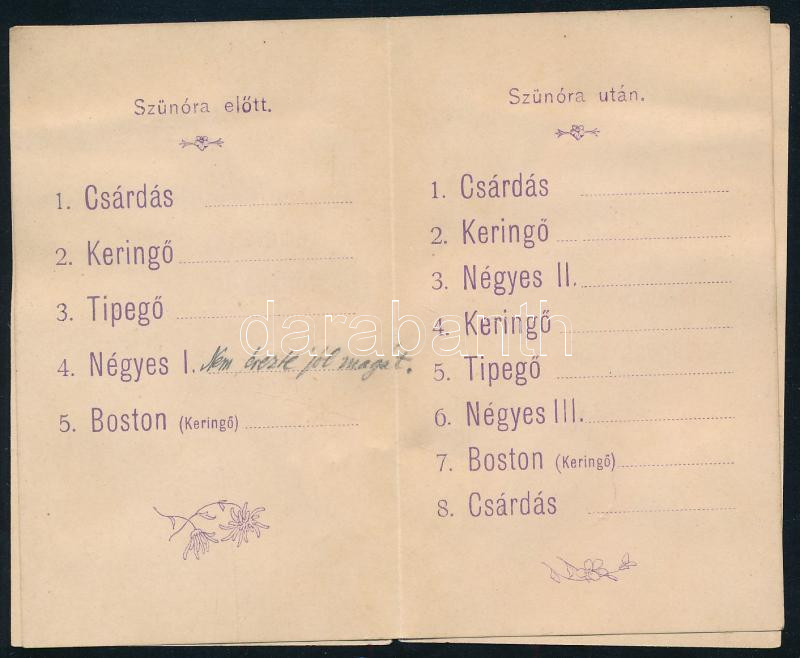 Szünóra előtt.
1. Csárdás
2. Keringő
3. Tipegő
4. Négyes I. Nem érezte jól magát.
5. Boston (Keringő)
Szünóra után.
1. Csárdás
2. Keringő
3. Négyes II.
4. Keringő
5. Tipegő
6. Négyes III.
7. Boston (Keringő)
8. Csárdás
darabanth